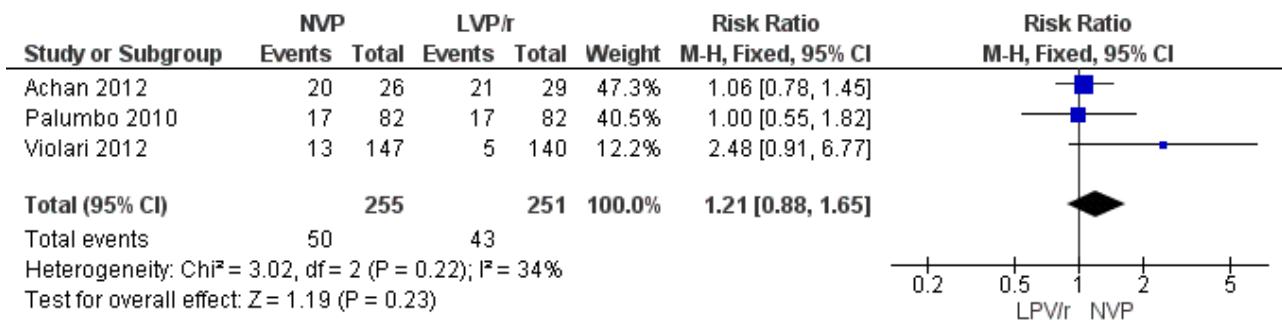 NVP LVP/r Risk Ratio Risk Ratio
Study or Subgroup Events Total Events Total Weight M-H, Fixed, 95% CI M-H, Fixed, 95% CI
Achan 2012 20 26 21 29 47.3% 1.06 [0.78, 1.45]
Palumbo 2010 17 82 17 82 40.5% 1.00 [0.55, 1.82]
Violari 2012 13 147 5 140 12.2% 2.48 [0.91, 6.77]
Total (95% CI) 255 251 100.0% 1.21 [0.88, 1.65]
Total events 50 43
Heterogeneity: Chi² = 3.02, df = 2 (P = 0.22); I² = 34%
Test for overall effect: Z = 1.19 (P = 0.23)
0.2 0.5 1 2 5
LPV/r NVP